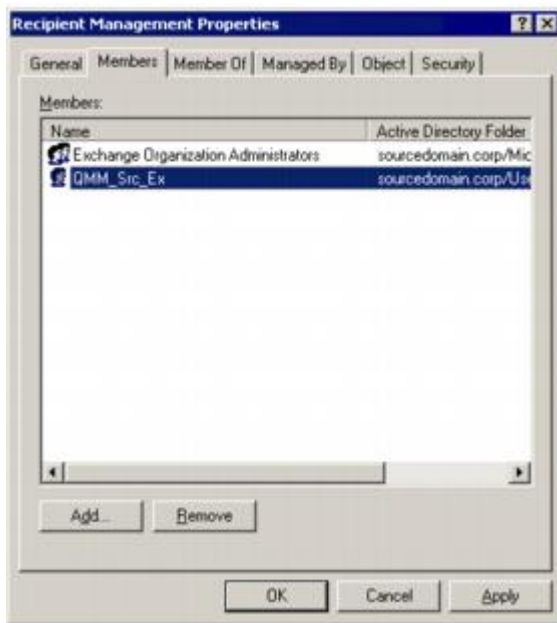 Recipient Management Properties
General Members Member Of Managed By Object Security
Members:
Name Active Directory Folder
Exchange Organization Administrators sourcedomain.corp/Mic
QMM_Src_Ex sourcedomain.corp/Use
Add... Remove
OK Cancel Apply